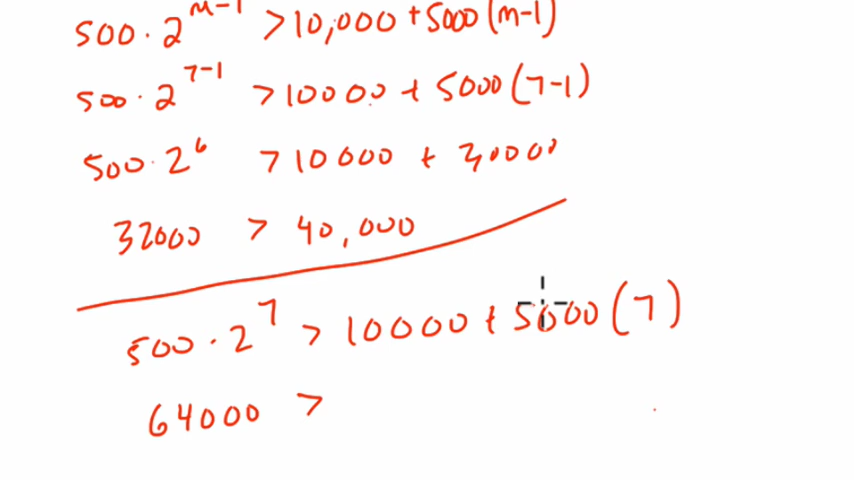 500 · 2^(m-1) > 10,000 + 5000 (m-1)
500 · 2^(7-1) > 10000 + 5000 (7-1)
500 · 2^6 > 10000 + 30000
32000 > 40,000
500 · 2^7 > 10000 + 5000 (7)
64000 >